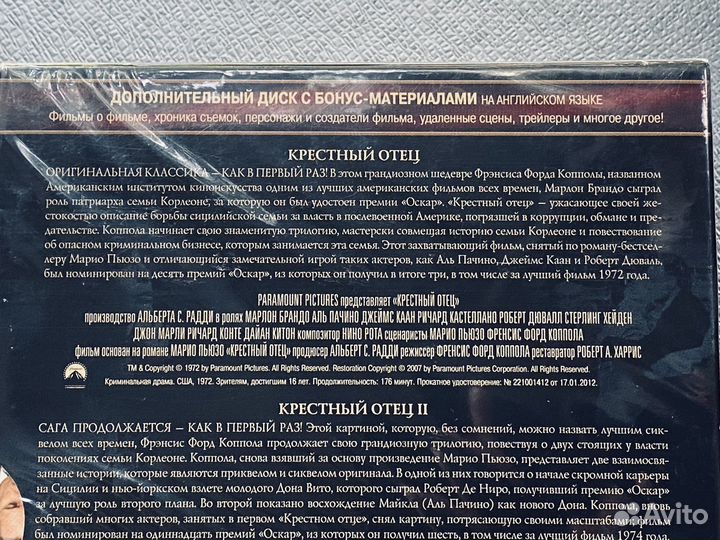 ДОПОЛНИТЕЛЬНЫЙ ДИСК С БОНУС-МАТЕРИАЛАМИ НА АНГЛИЙСКОМ ЯЗЫКЕ
Фильмы о фильме, хроника съемок, персонажи и создатели фильма, удаленные сцены, трейлеры и многое другое!
КРЕСТНЫЙ ОТЕЦ
ОРИГИНАЛЬНАЯ КЛАССИКА – КАК В ПЕРВЫЙ РАЗ! В этом грандиозном шедевре Фрэнсиса Форда Копполы, названном
Американским институтом киноискусства одним из лучших американских фильмов всех времен, Марлон Брандо сыграл
роль патриарха семьи Корлеоне, за которую он был удостоен премии «Оскар». «Крестный отец» – ужасающее своей же-
стокостью описание борьбы сицилийской семьи за власть в послевоенной Америке, погрязшей в коррупции, обмане и пре-
дательстве. Коппола начинает свою знаменитую трилогию, мастерски совмещая историю семьи Корлеоне и повествование
об опасном криминальном бизнесе, которым занимается эта семья. Этот захватывающий фильм, снятый по роману-бестсел-
леру Марио Пьюзо и отличающийся замечательной игрой таких актеров, как Аль Пачино, Джеймс Каан и Роберт Дюваль,
был номинирован на десять премий «Оскар», из которых он получил в итоге три, в том числе за лучший фильм 1972 года.
PARAMOUNT PICTURES представляет «КРЕСТНЫЙ ОТЕЦ»
производство АЛЬБЕРТА С. РАДДИ в ролях МАРЛОН БРАНДО АЛЬ ПАЧИНО ДЖЕЙМС КААН РИЧАРД КАСТЕЛЛАНО РОБЕРТ ДЮВАЛЛ СТЕРЛИНГ ХЕЙДЕН
ДЖОН МАРЛИ РИЧАРД КОНТЕ ДАЙАН КИТОН композитор НИНО РОТА сценаристы МАРИО ПЬЮЗО ФРЕНСИС ФОРД КОППОЛА
фильм основан на романе МАРИО ПЬЮЗО «КРЕСТНЫЙ ОТЕЦ» продюсер АЛЬБЕРТ С. РАДДИ режиссер ФРЕНСИС ФОРД КОППОЛА реставратор РОБЕРТ А. ХАРРИС
TM & Copyright © 1972 by Paramount Pictures. All Rights Reserved. Restoration Copyright © 2007 by Paramount Pictures Corporation. All Rights Reserved.
Криминальная драма. США, 1972. Зрителям, достигшим 16 лет. Продолжительность: 176 минут. Прокатное удостоверение: № 221001412 от 17.01.2012.
КРЕСТНЫЙ ОТЕЦ II
САГА ПРОДОЛЖАЕТСЯ – КАК В ПЕРВЫЙ РАЗ! Этой картиной, которую, без сомнений, можно назвать лучшим сик-
велом всех времен, Фрэнсис Форд Коппола продолжает свою грандиозную трилогию, повествуя о двух стоящих у власти
поколениях семьи Корлеоне. Коппола, снова взявший за основу произведение Марио Пьюзо, представляет две взаимосвя-
занные истории, которые являются приквелом и сиквелом оригинала. В одной из них говорится о начале скромной карьеры
на Сицилии и нью-йоркском взлете молодого Дона Вито, которого сыграл Роберт Де Ниро, получивший премию «Оскар»
за лучшую роль второго плана. Во второй показано восхождение Майкла (Аль Пачино) как нового Дона. Коппола, вновь
собравший многих актеров, занятых в первом «Крестном отце», снял картину, потрясающую своими масштабами; фильм
был номинирован на одиннадцать премий «Оскар», из которых он получил шесть, в том числе за лучший фильм 1974 года.
Avito